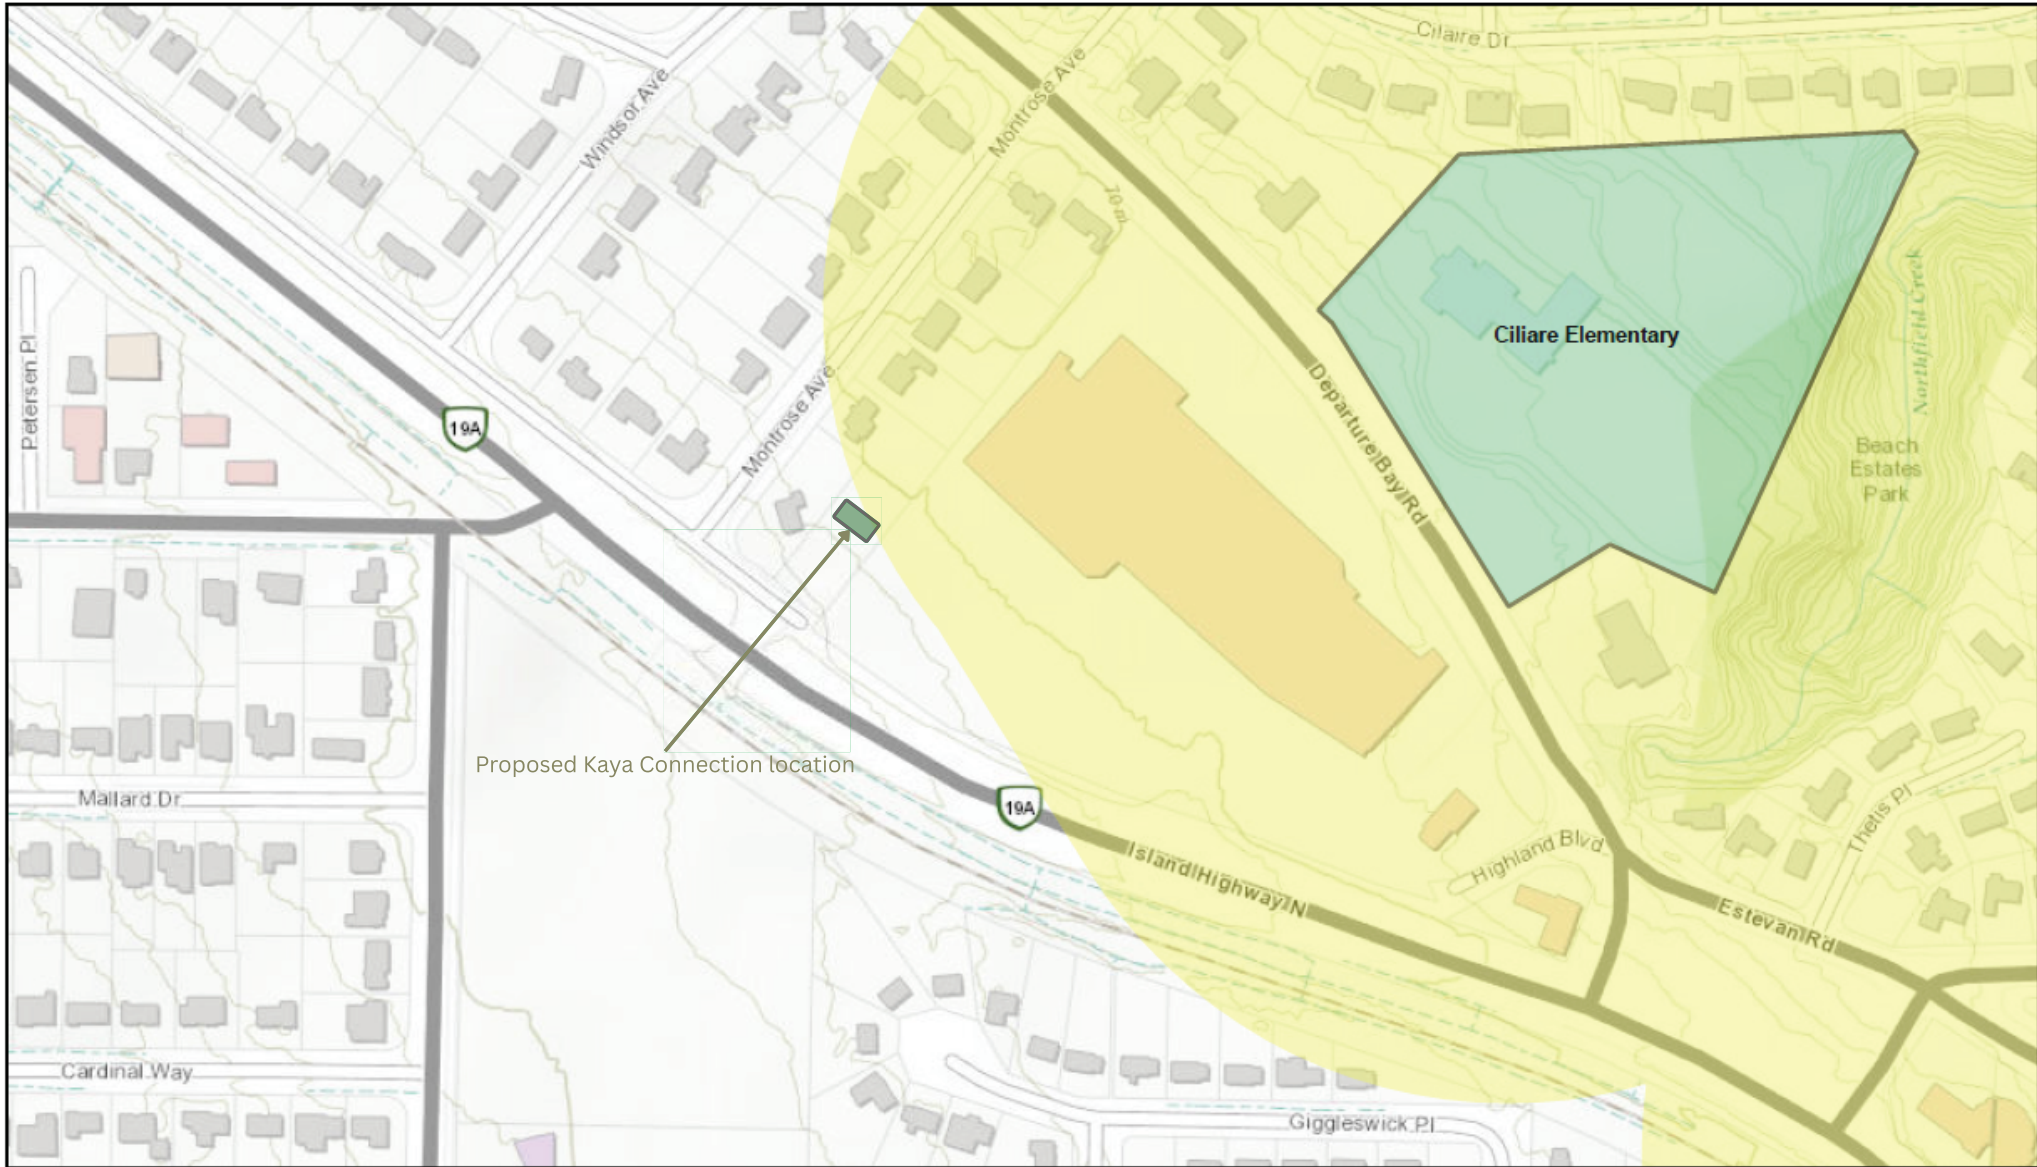 Cilaire Dr
Montrose Ave
Windsor Ave
70 m
Northfield Creek
Ciliare Elementary
Petersen Pl
Departure Bay Rd
Montrose Ave
19A
Beach
Estates
Park
Proposed Kaya Connection location
Mallard Dr
19A
Thetis Pl
Highland Blvd
Island Highway N
Estevan Rd
Cardinal Way
Giggleswick Pl